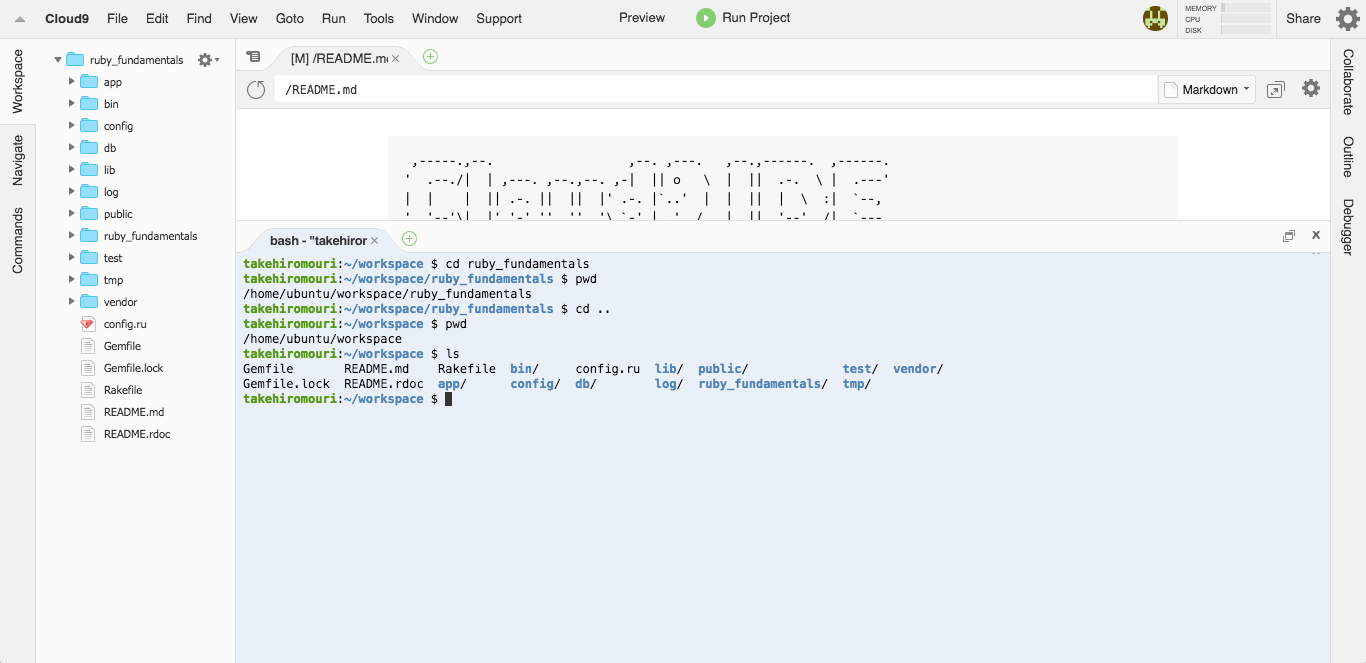 Cloud9 File Edit Find View Goto Run Tools Window Support Preview Run Project MEMORY CPU DISK Share
Workspace
Navigate
Commands
ruby_fundamentals
app
bin
config
db
lib
log
public
ruby_fundamentals
test
tmp
vendor
config.ru
Gemfile
Gemfile.lock
Rakefile
README.md
README.rdoc
[M] /README.m
/README.md Markdown
bash - "takehiror
takehiromouri:~/workspace $ cd ruby_fundamentals
takehiromouri:~/workspace/ruby_fundamentals $ pwd
/home/ubuntu/workspace/ruby_fundamentals
takehiromouri:~/workspace/ruby_fundamentals $ cd ..
takehiromouri:~/workspace $ pwd
/home/ubuntu/workspace
takehiromouri:~/workspace $ ls
Gemfile README.md Rakefile bin/ config.ru lib/ public/ test/ vendor/
Gemfile.lock README.rdoc app/ config/ db/ log/ ruby_fundamentals/ tmp/
takehiromouri:~/workspace $
Collaborate
Outline
Debugger